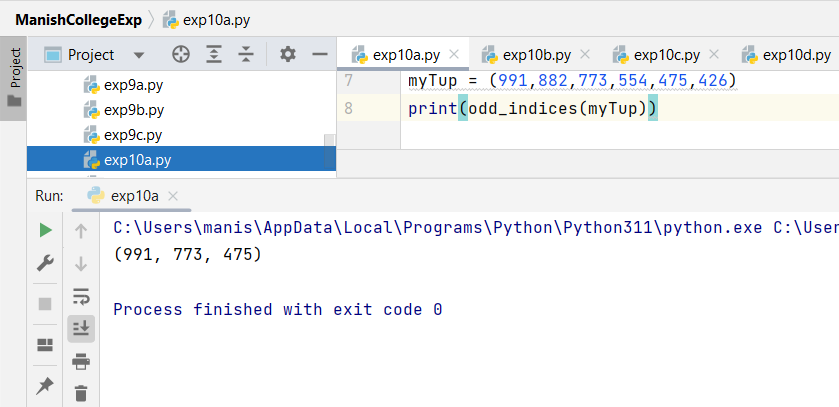 ManishCollegeExp exp10a.py
Project
Project
exp10a.py exp10b.py exp10c.py exp10d.py
exp9a.py
exp9b.py
exp9c.py
exp10a.py
7 myTup = (991,882,773,554,475,426)
8 print(odd_indices(myTup))
Run: exp10a
C:\Users\manis\AppData\Local\Programs\Python\Python311\python.exe C:\User
(991, 773, 475)
Process finished with exit code 0